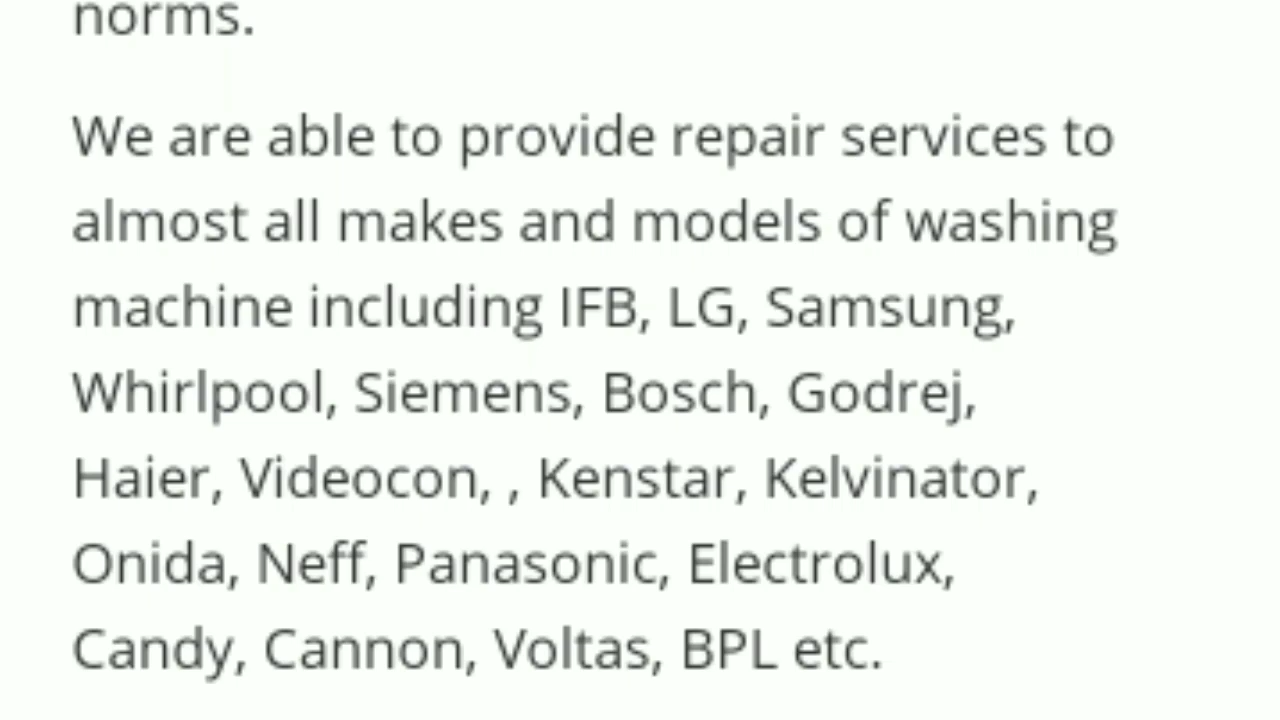 norms.
We are able to provide repair services to
almost all makes and models of washing
machine including IFB, LG, Samsung,
Whirlpool, Siemens, Bosch, Godrej,
Haier, Videocon, , Kenstar, Kelvinator,
Onida, Neff, Panasonic, Electrolux,
Candy, Cannon, Voltas, BPL etc.